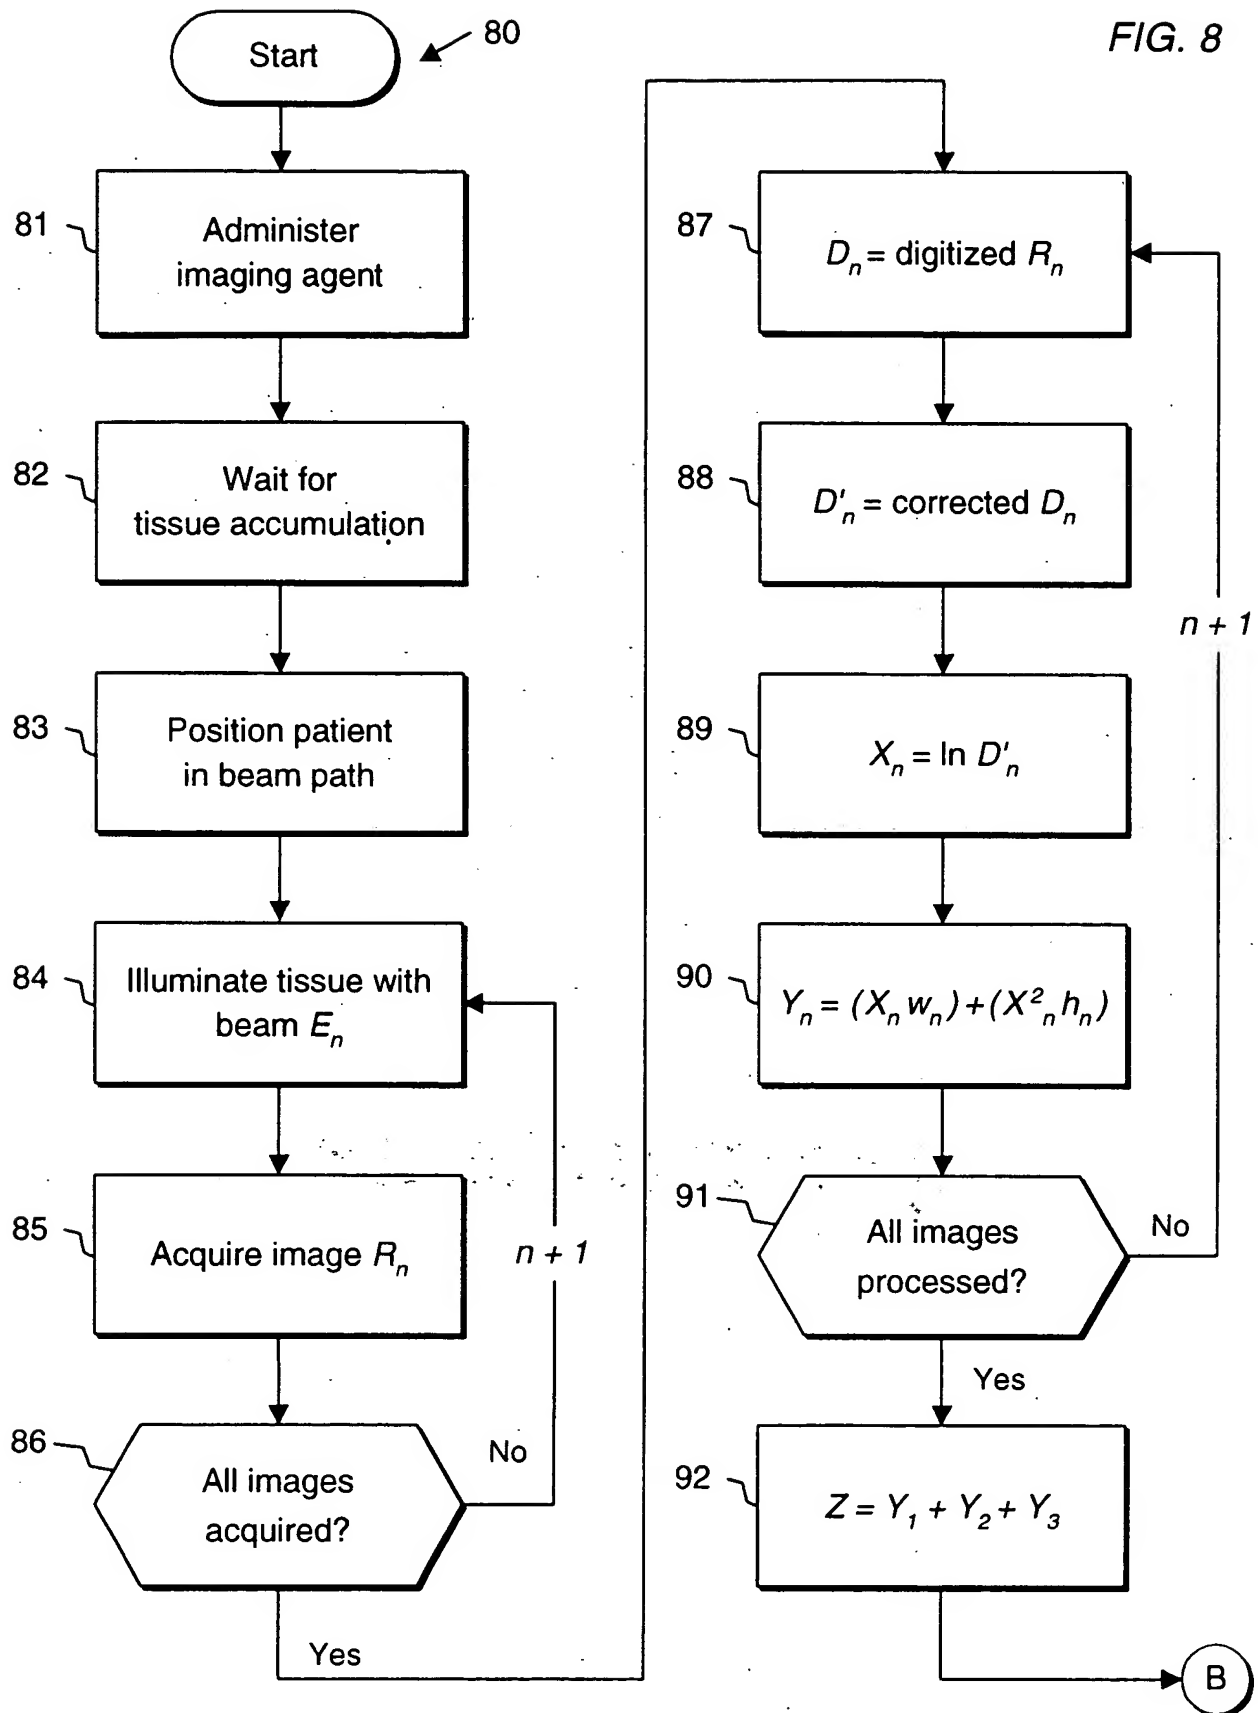 FIG. 8
Start
80
81
Administer
imaging agent
82
Wait for
tissue accumulation
83
Position patient
in beam path
84
Illuminate tissue with
beam Eₙ
85
Acquire image Rₙ
n + 1
86
All images
acquired?
No
Yes
87
Dₙ = digitized Rₙ
88
D'ₙ = corrected Dₙ
n + 1
89
Xₙ = ln D'ₙ
90
Yₙ = (Xₙ wₙ) + (X²ₙ hₙ)
91
All images
processed?
No
Yes
92
Z = Y₁ + Y₂ + Y₃
B